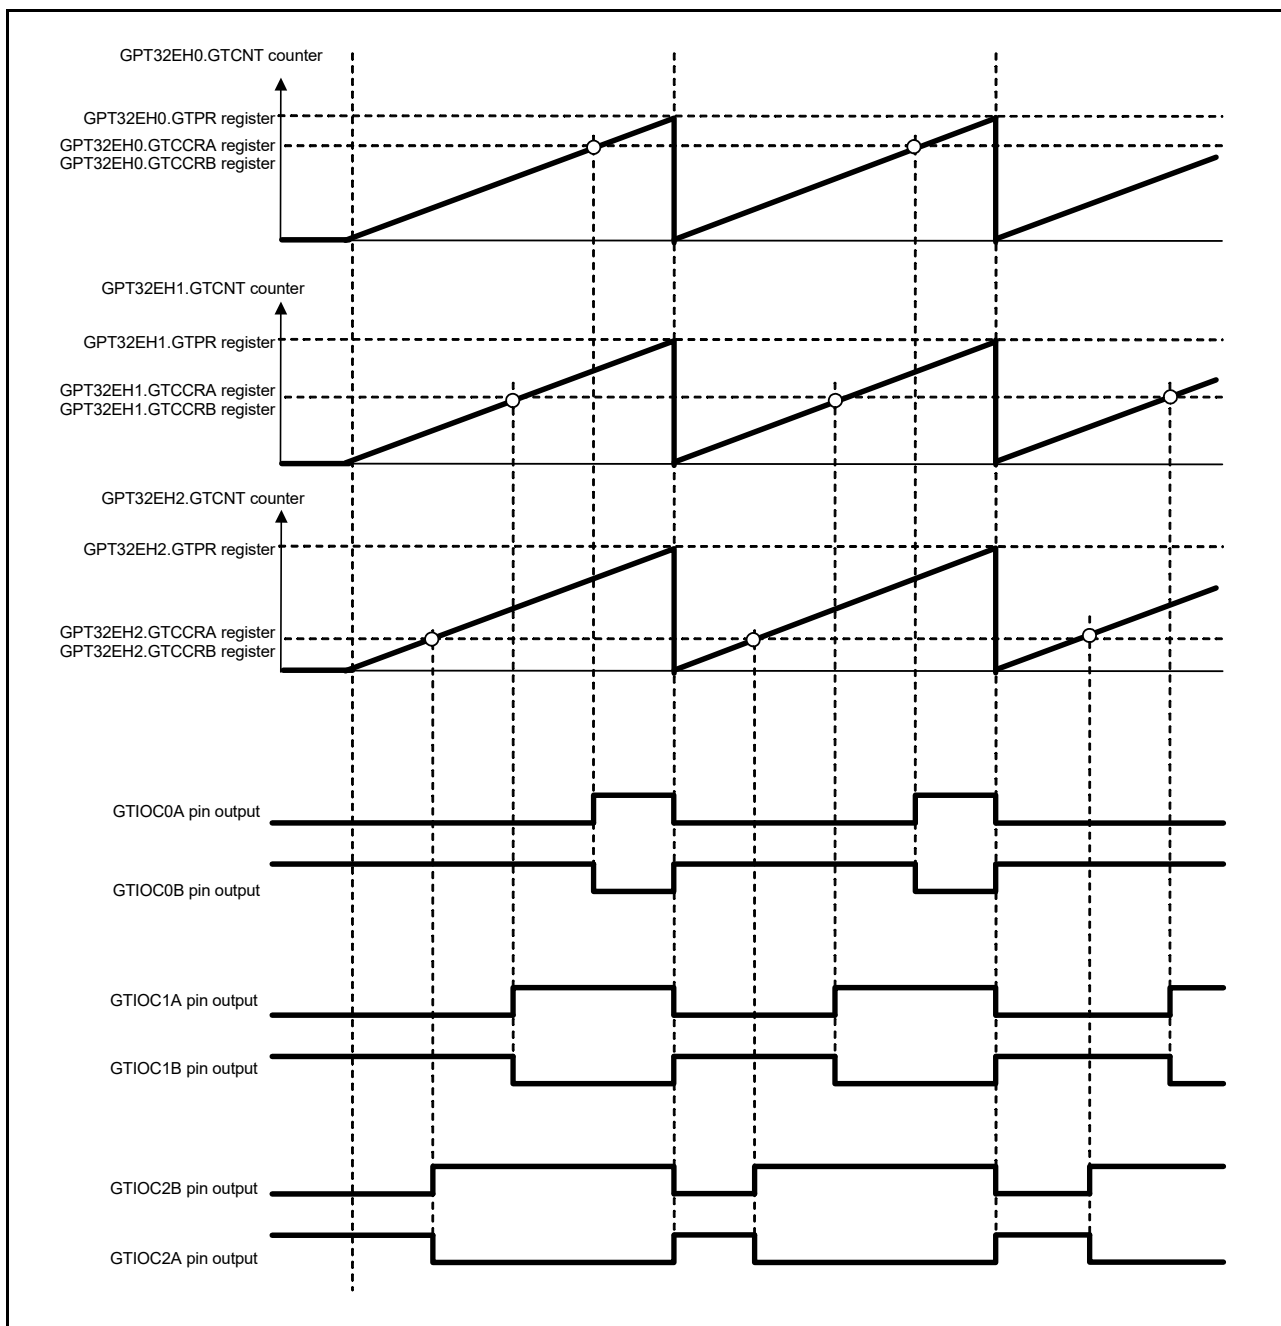 GPT32EH0.GTCNT counter
GPT32EH0.GTPR register
GPT32EH0.GTCCRA register
GPT32EH0.GTCCRB register
GPT32EH1.GTCNT counter
GPT32EH1.GTPR register
GPT32EH1.GTCCRA register
GPT32EH1.GTCCRB register
GPT32EH2.GTCNT counter
GPT32EH2.GTPR register
GPT32EH2.GTCCRA register
GPT32EH2.GTCCRB register
GTIOC0A pin output
GTIOC0B pin output
GTIOC1A pin output
GTIOC1B pin output
GTIOC2B pin output
GTIOC2A pin output